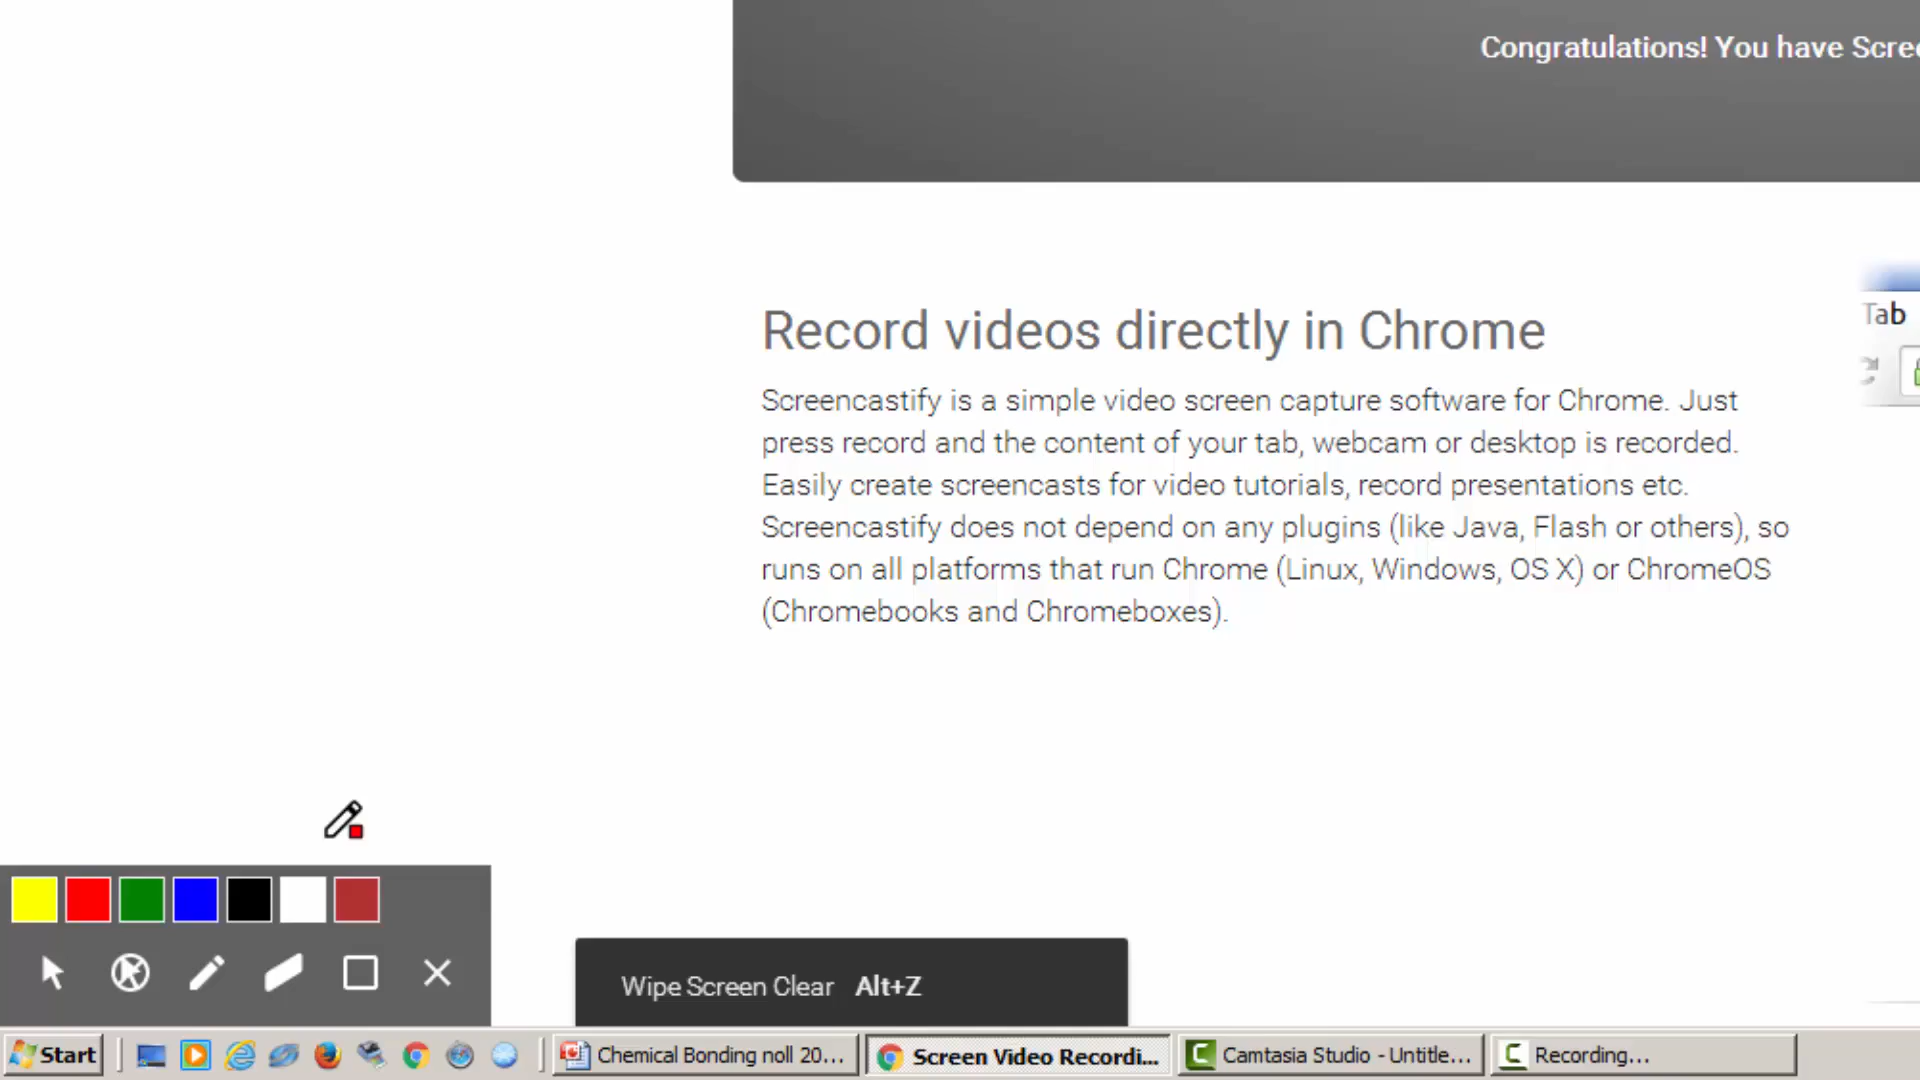 Congratulations! You have Scree
Tab
Record videos directly in Chrome
Screencastify is a simple video screen capture software for Chrome. Just
press record and the content of your tab, webcam or desktop is recorded.
Easily create screencasts for video tutorials, record presentations etc.
Screencastify does not depend on any plugins (like Java, Flash or others), so
runs on all platforms that run Chrome (Linux, Windows, OS X) or ChromeOS
(Chromebooks and Chromeboxes).
Wipe Screen Clear Alt+Z
Start
Chemical Bonding noll 20...
Screen Video Recordi...
Camtasia Studio - Untitle...
Recording...